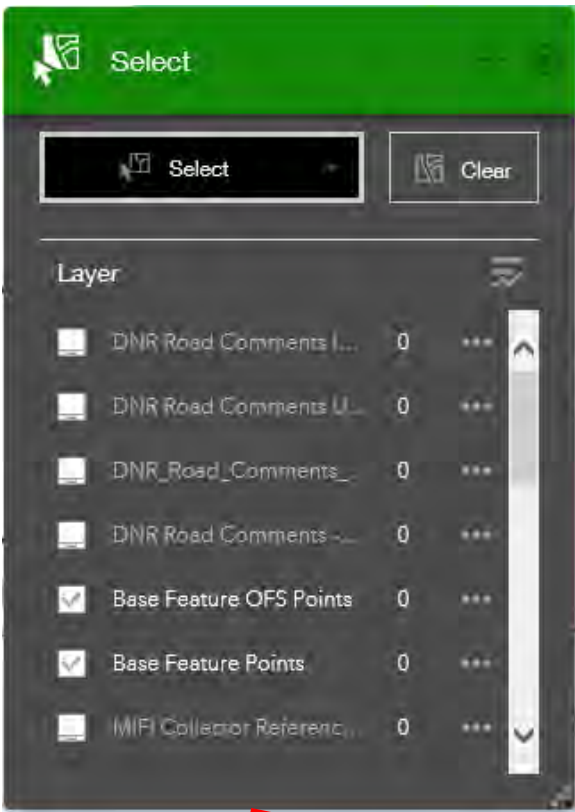 Select
Select Clear
Layer
DNR Road Comments I... 0 •••
DNR Road Comments U... 0 •••
DNR_Road_Comments_ 0 •••
DNR Road Comments -... 0 •••
Base Feature OFS Points 0 •••
Base Feature Points 0 •••
MIFI Collector Referenc... 0 •••